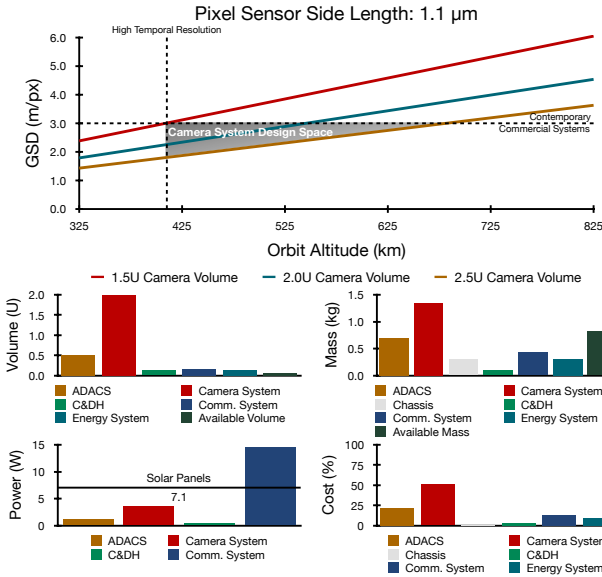 Pixel Sensor Side Length: 1.1 µm
High Temporal Resolution
GSD (m/px)
6.0
5.0
4.0
3.0
2.0
1.0
0.0
Contemporary
Commercial Systems
Camera System Design Space
325
425
525
625
725
825
Orbit Altitude (km)
1.5U Camera Volume
2.0U Camera Volume
2.5U Camera Volume
Volume (U)
2.0
1.5
1.0
0.5
0.0
ADACS
Camera System
C&DH
Comm. System
Energy System
Available Volume
Mass (kg)
1.5
1.0
0.5
0.0
ADACS
Camera System
Chassis
C&DH
Comm. System
Energy System
Available Mass
Power (W)
15
10
5
0
Solar Panels
7.1
ADACS
Camera System
C&DH
Comm. System
Cost (%)
100
75
50
25
0
ADACS
Camera System
Chassis
C&DH
Comm. System
Energy System